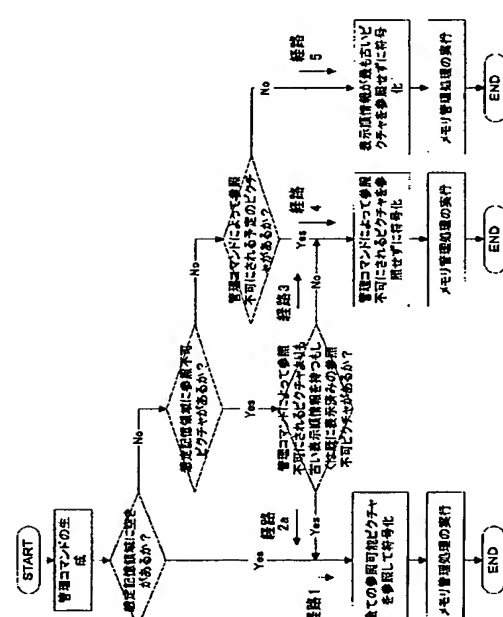 START
管理コマンドの生
成
想定記憶領域に空き
があるか?
No
Yes
想定記憶領域に参照不可
ピクチャがあるか?
No
Yes
管理コマンドによって参照
不可にされる予定のピクチ
ャがあるか?
No
Yes
経路
5
経路
4
経路3
管理コマンドによって参照
不可にされるピクチャよりも
古い表示順情報を持つもし
くは既に表示済みの参照
不可ピクチャがあるか?
No
Yes
経路
2a
経路1
全ての参照可能ピクチャ
を参照して符号化
メモリ管理処理の実行
END
管理コマンドによって参照
不可にされるピクチャを参
照せずに符号化
メモリ管理処理の実行
END
表示順情報が最も古いピ
クチャを参照せずに符号
化
メモリ管理処理の実行
END